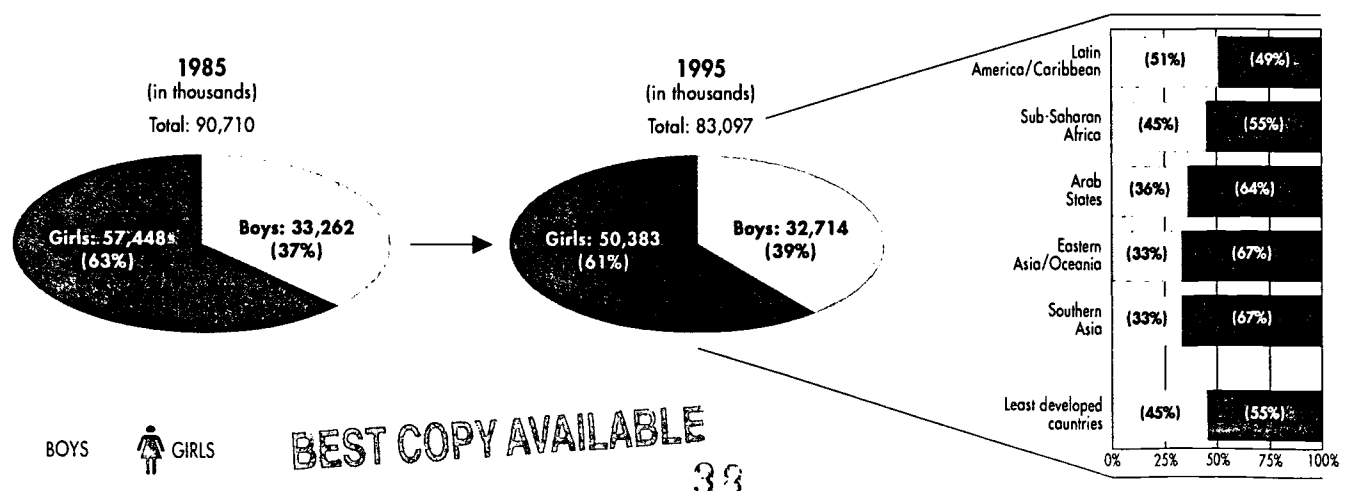 1985
(in thousands)
Total: 90,710
Girls: 57,448
(63%)
Boys: 33,262
(37%)
1995
(in thousands)
Total: 83,097
Girls: 50,383
(61%)
Boys: 32,714
(39%)
Latin
America/Caribbean
(51%) (49%)
Sub-Saharan
Africa
(45%) (55%)
Arab
States
(36%) (64%)
Eastern
Asia/Oceania
(33%) (67%)
Southern
Asia
(33%) (67%)
Least developed
countries
(45%) (55%)
0% 25% 50% 75% 100%
BOYS GIRLS
BEST COPY AVAILABLE